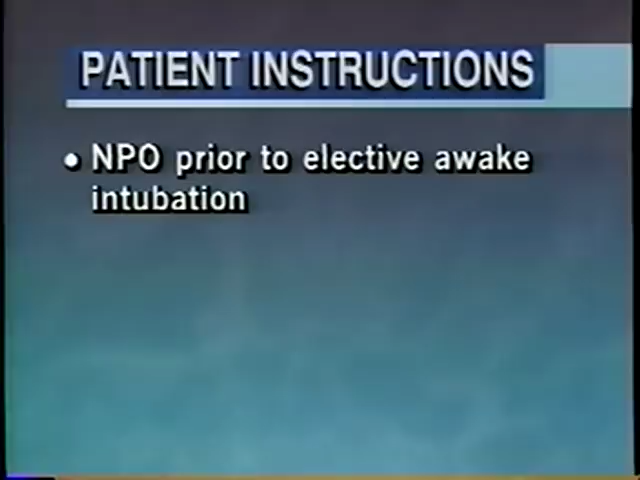 PATIENT INSTRUCTIONS
• NPO prior to elective awake
intubation